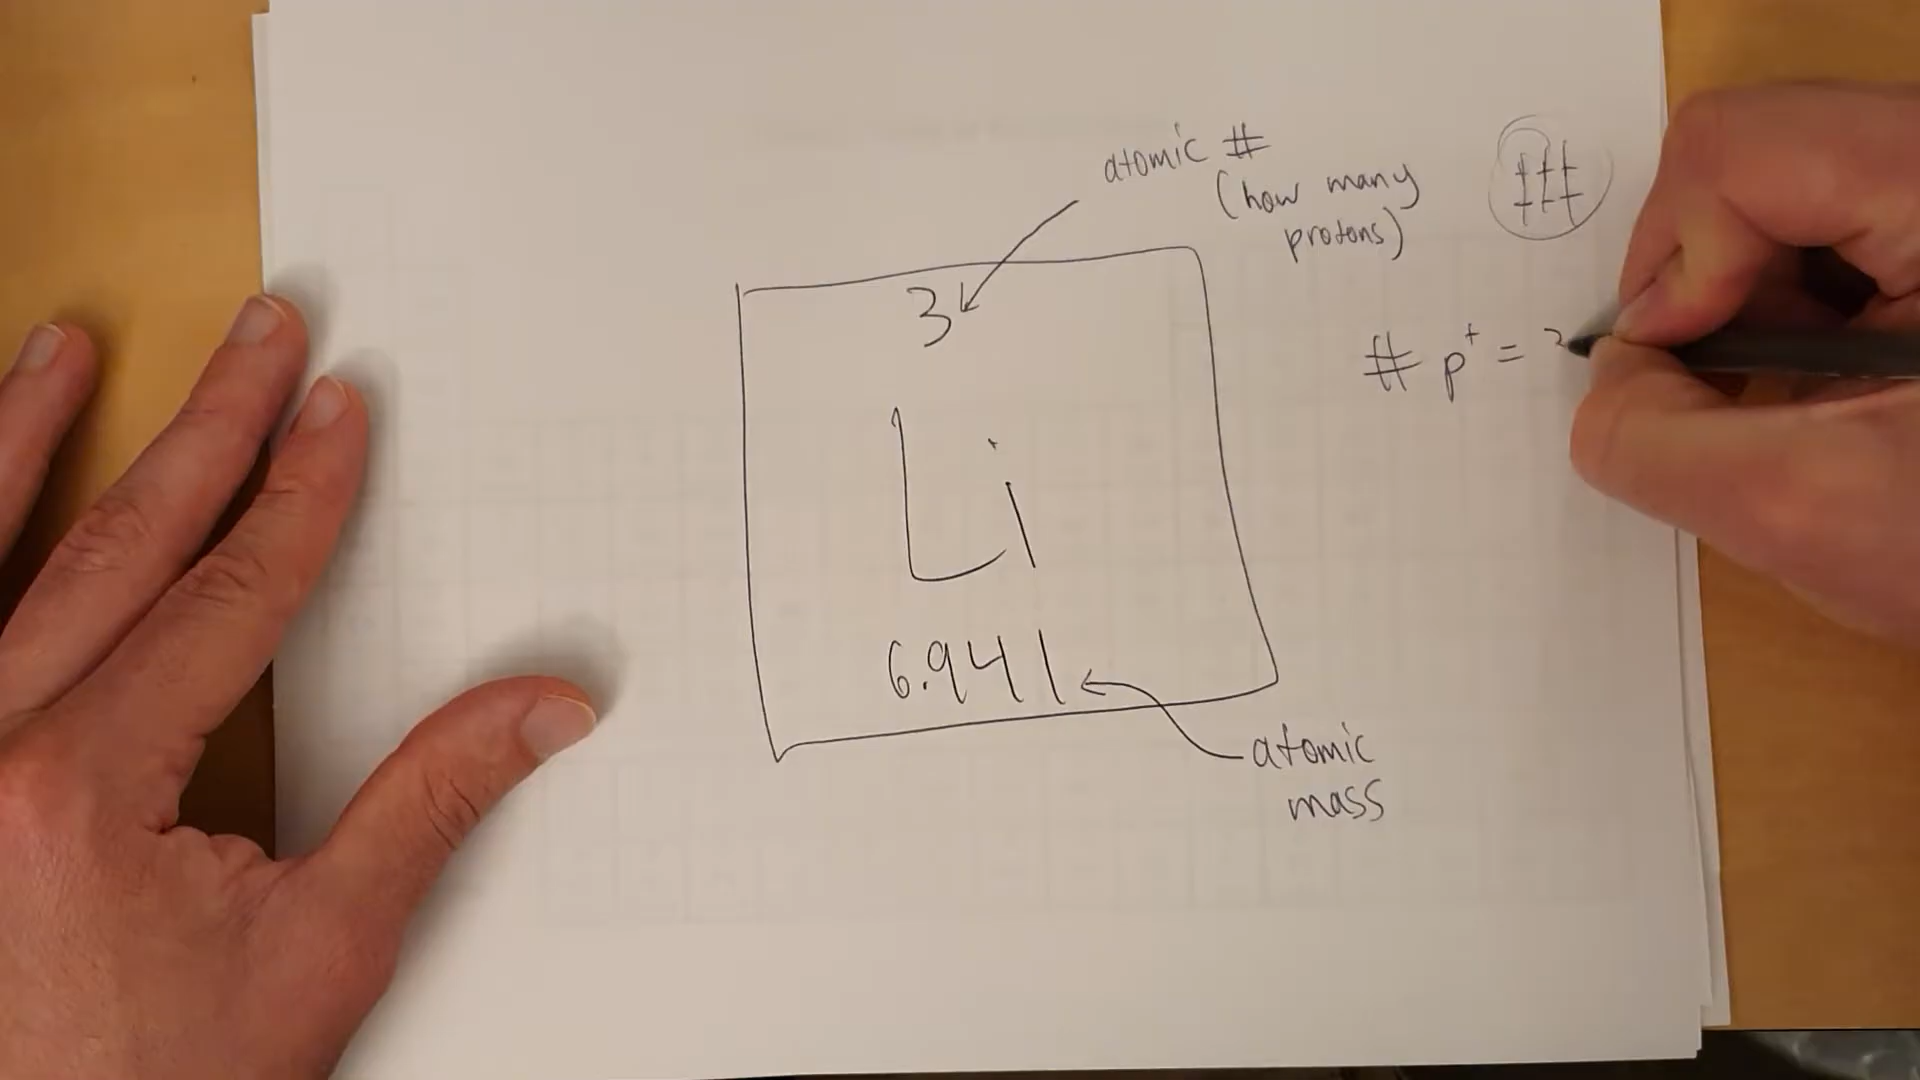 atomic #
(how many
protons)
3
# p⁺ =
Li
6.941
atomic
mass